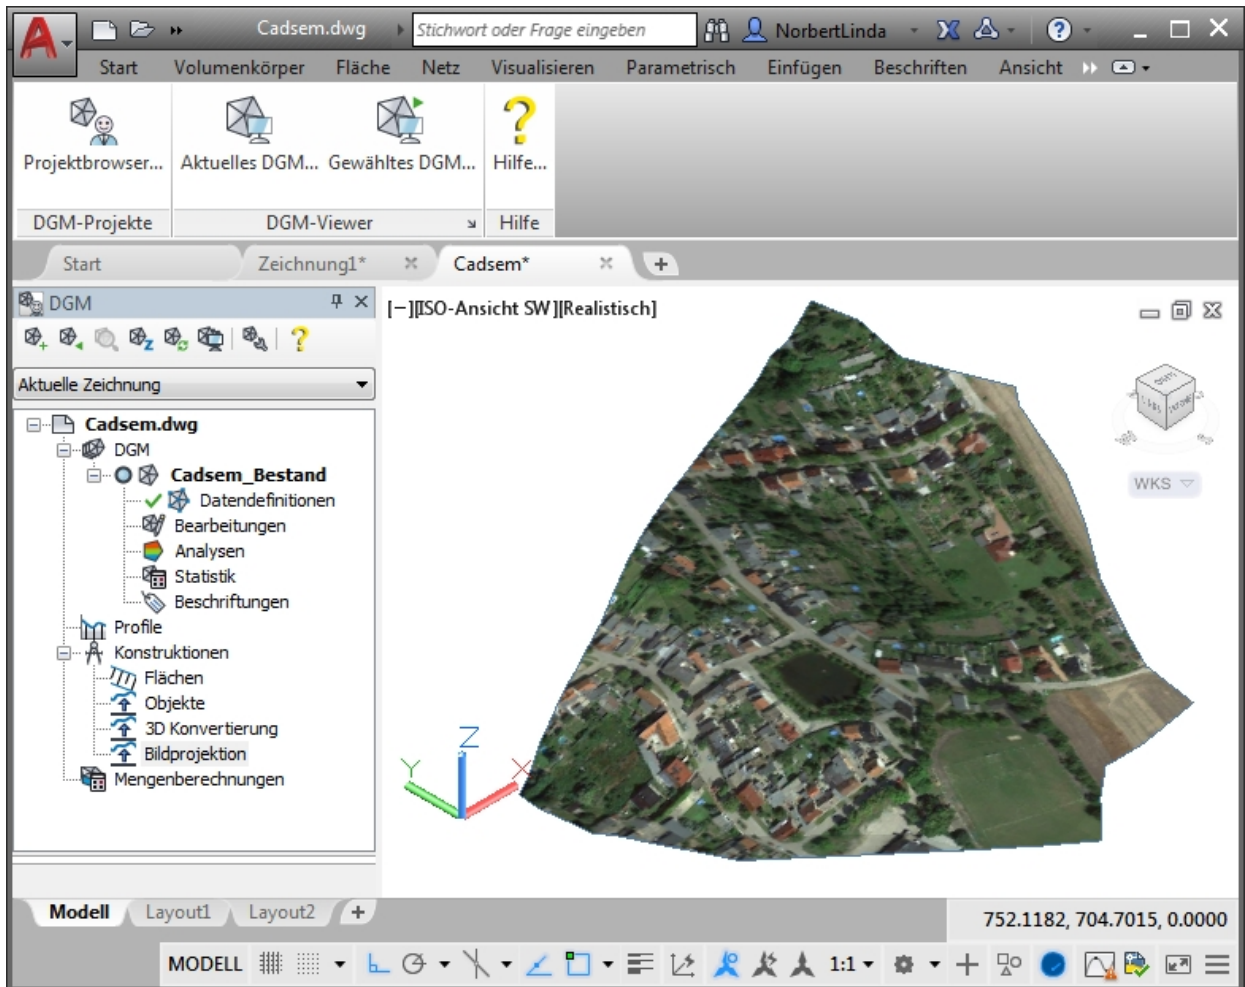 Cadsem.dwg
Stichwort oder Frage eingeben
NorbertLinda
Start Volumenkörper Fläche Netz Visualisieren Parametrisch Einfügen Beschriften Ansicht
Projektbrowser... Aktuelles DGM... Gewähltes DGM... Hilfe...
DGM-Projekte DGM-Viewer Hilfe
Start Zeichnung1* Cadsem*
DGM
[−][ISO-Ansicht SW][Realistisch]
Aktuelle Zeichnung
Cadsem.dwg
DGM
Cadsem_Bestand
Datendefinitionen
Bearbeitungen
Analysen
Statistik
Beschriftungen
Profile
Konstruktionen
Flächen
Objekte
3D Konvertierung
Bildprojektion
Mengenberechnungen
WKS
Z
Y X
Modell Layout1 Layout2
752.1182, 704.7015, 0.0000
MODELL 1:1